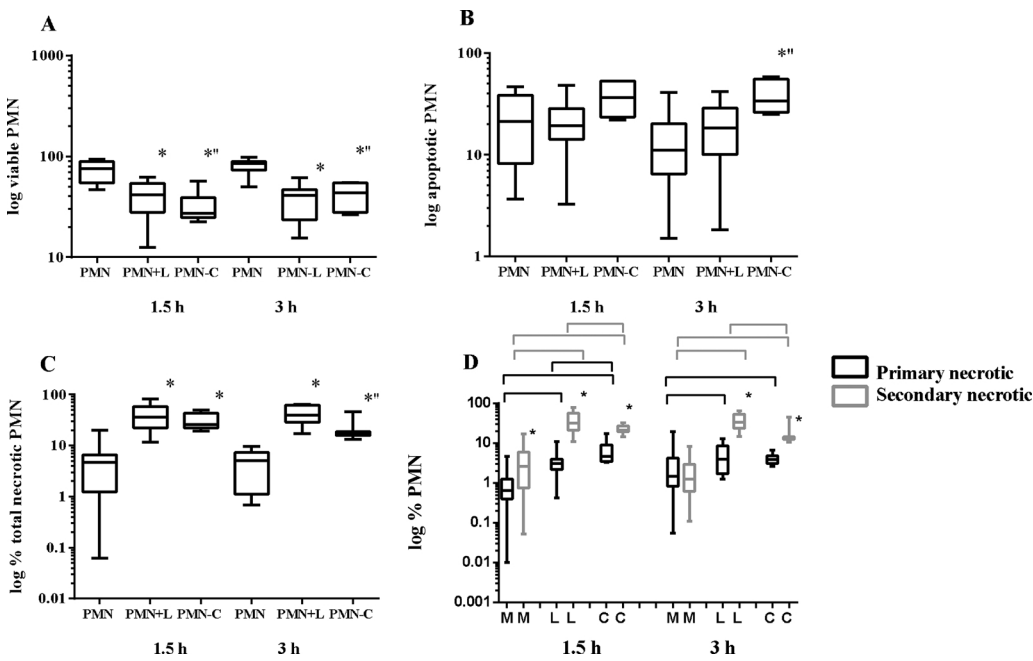 A
log viable PMN
1000
100
10
*
*"
*
*"
PMN PMN+L PMN-C PMN PMN-L PMN-C
1.5 h 3 h
B
log apoptotic PMN
100
10
1
*"
PMN PMN+L PMN-C PMN PMN+L PMN-C
1.5 h 3 h
C
log % total necrotic PMN
100
10
1
0.1
0.01
*
*
*
*"
PMN PMN+L PMN-C PMN PMN+L PMN-C
1.5 h 3 h
D
log % PMN
100
10
1
0.1
0.01
0.001
*
*
*
*
*
M M L L C C M M L L C C
1.5 h 3 h
Primary necrotic
Secondary necrotic